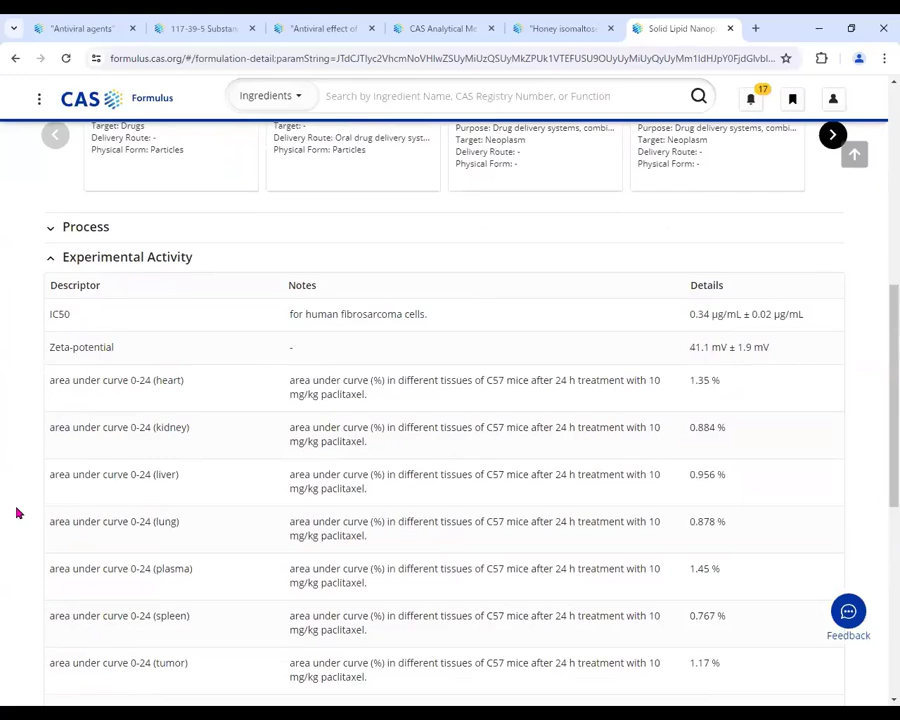 "Antiviral agents"
117-39-5 Substan
"Antiviral effect of
CAS Analytical Me
"Honey isomaltose
Solid Lipid Nanop
formulus.cas.org/#/formulation-detail;paramString=JTdCJTIyc2VhcmNoVHlwZSUyMiUzQSUyMkZPUk1VTEFUSU9OUyUyMiUyQyUyMm1ldHJpY0FjdGlvbl...
CAS Formulus
Ingredients
Search by Ingredient Name, CAS Registry Number, or Function
17
Target: Drugs
Delivery Route: -
Physical Form: Particles
Target: -
Delivery Route: Oral drug delivery syst...
Physical Form: Particles
Purpose: Drug delivery systems, combi...
Target: Neoplasm
Delivery Route: -
Physical Form: -
Purpose: Drug delivery systems, combi...
Target: Neoplasm
Delivery Route: -
Physical Form: -
Process
Experimental Activity
Descriptor Notes Details
IC50 for human fibrosarcoma cells. 0.34 µg/mL ± 0.02 µg/mL
Zeta-potential - 41.1 mV ± 1.9 mV
area under curve 0-24 (heart) area under curve (%) in different tissues of C57 mice after 24 h treatment with 10 1.35 %
mg/kg paclitaxel.
area under curve 0-24 (kidney) area under curve (%) in different tissues of C57 mice after 24 h treatment with 10 0.884 %
mg/kg paclitaxel.
area under curve 0-24 (liver) area under curve (%) in different tissues of C57 mice after 24 h treatment with 10 0.956 %
mg/kg paclitaxel.
area under curve 0-24 (lung) area under curve (%) in different tissues of C57 mice after 24 h treatment with 10 0.878 %
mg/kg paclitaxel.
area under curve 0-24 (plasma) area under curve (%) in different tissues of C57 mice after 24 h treatment with 10 1.45 %
mg/kg paclitaxel.
area under curve 0-24 (spleen) area under curve (%) in different tissues of C57 mice after 24 h treatment with 10 0.767 %
mg/kg paclitaxel.
area under curve 0-24 (tumor) area under curve (%) in different tissues of C57 mice after 24 h treatment with 10 1.17 %
mg/kg paclitaxel.
Feedback